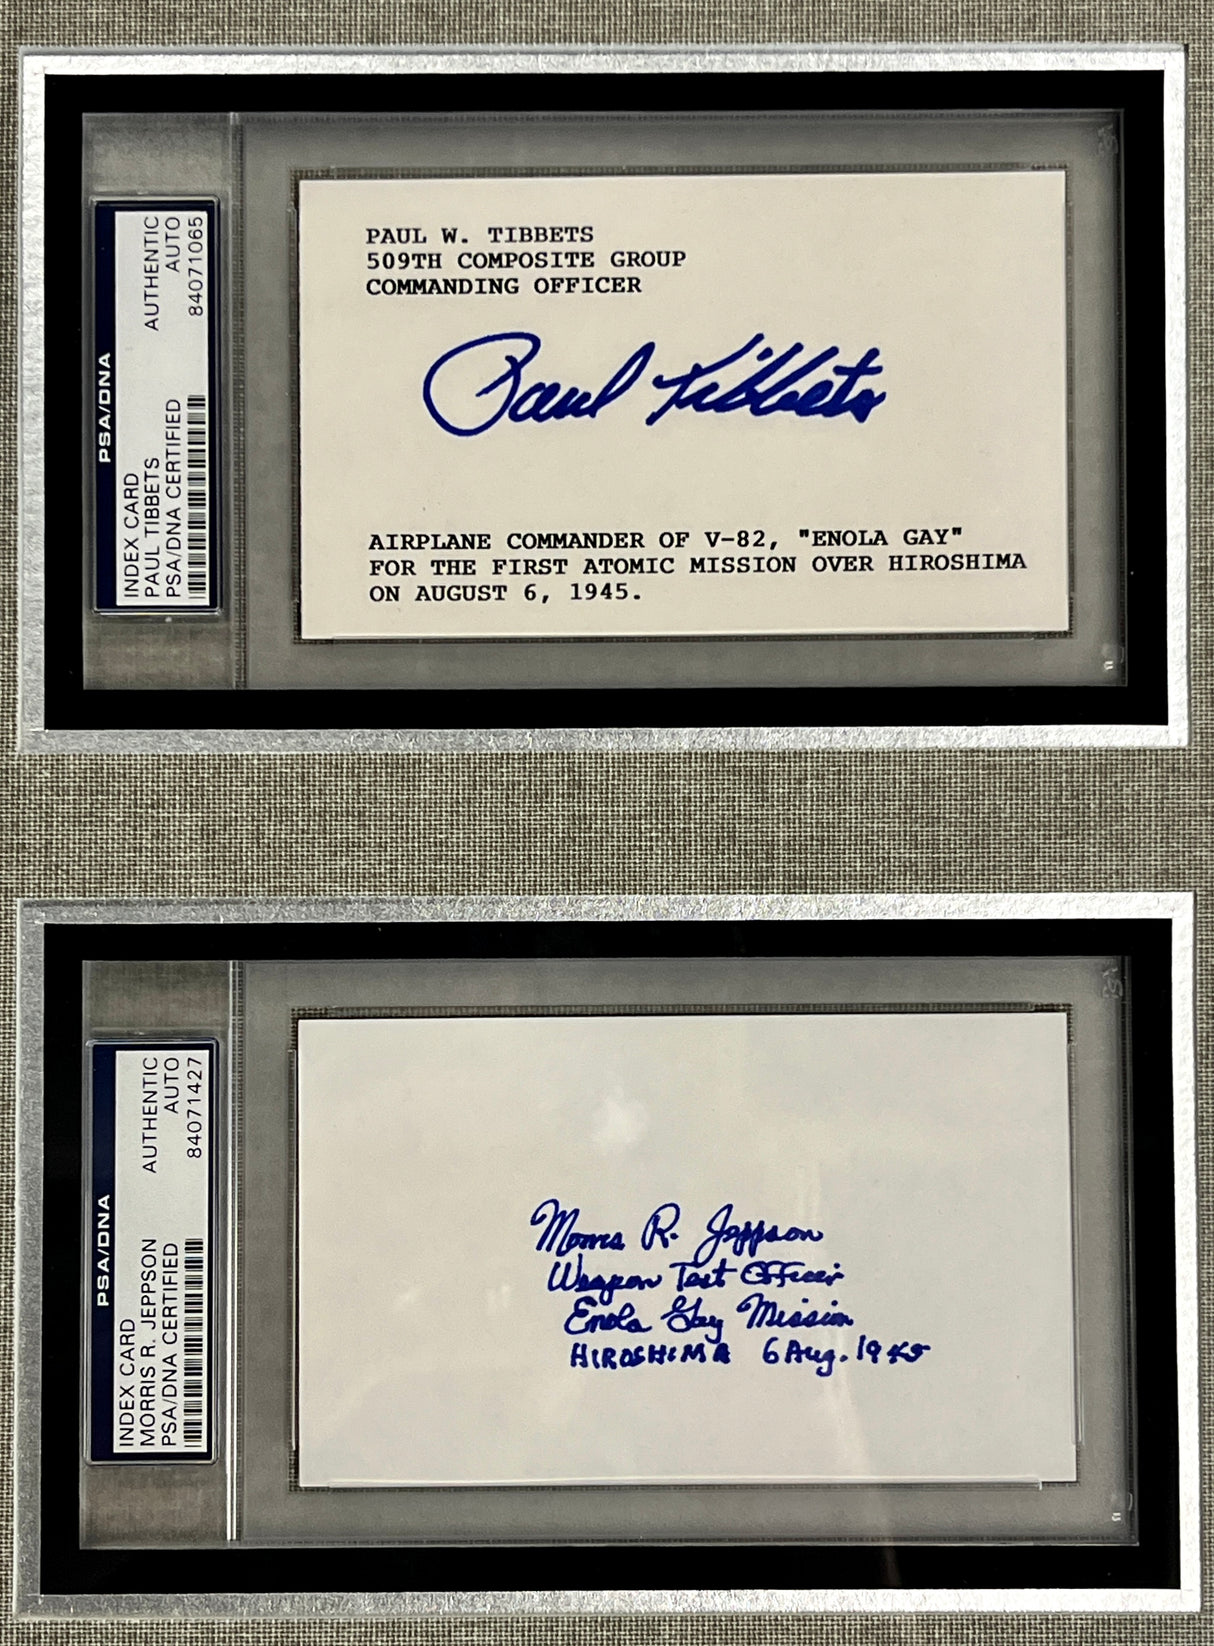 PSA/DNA
INDEX CARD
PAUL TIBBETS
PSA/DNA CERTIFIED
AUTHENTIC
AUTO
84071065
PAUL W. TIBBETS
509TH COMPOSITE GROUP
COMMANDING OFFICER
Paul Tibbets
AIRPLANE COMMANDER OF V-82, "ENOLA GAY"
FOR THE FIRST ATOMIC MISSION OVER HIROSHIMA
ON AUGUST 6, 1945.
PSA/DNA
INDEX CARD
MORRIS R. JEPPSON
PSA/DNA CERTIFIED
AUTHENTIC
AUTO
84071427
Morris R. Jeppson
Weapon Test Officer
Enola Gay Mission
HIROSHIMA 6 Aug. 1945